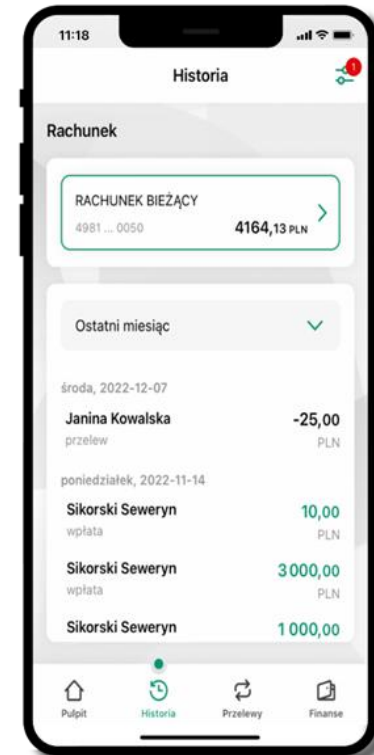 11:18
Historia
1
Rachunek
RACHUNEK BIEŻĄCY
4981 ... 0050
4164,13 PLN
Ostatni miesiąc
środa, 2022-12-07
Janina Kowalska -25,00
przelew PLN
poniedziałek, 2022-11-14
Sikorski Seweryn 10,00
wpłata PLN
Sikorski Seweryn 3 000,00
wpłata PLN
Sikorski Seweryn 1 000,00
Pulpit Historia Przelewy Finanse